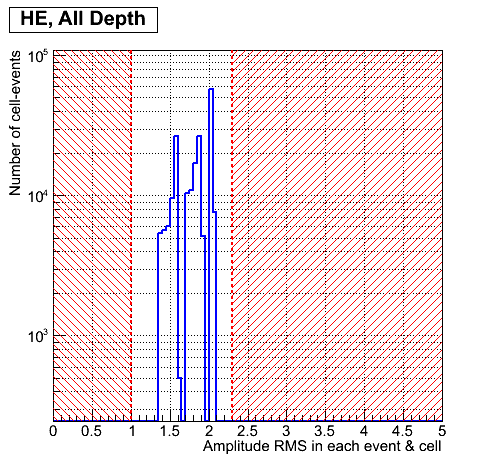 HE, All Depth
Number of cell-events
10^5
10^4
10^3
0 0.5 1 1.5 2 2.5 3 3.5 4 4.5 5
Amplitude RMS in each event & cell